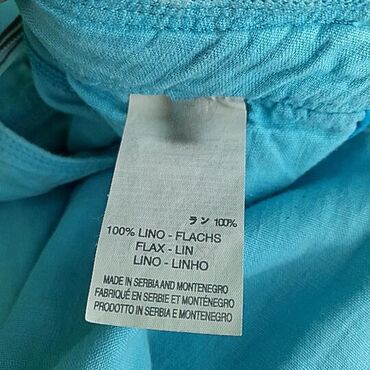 ラン 100%
100% LINO - FLACHS
FLAX - LIN
LINO - LINHO
MADE IN SERBIA AND MONTENEGRO
FABRIQUÉ EN SERBIE ET MONTÉNÉGRO
PRODOTTO IN SERBIA E MONTENEGRO